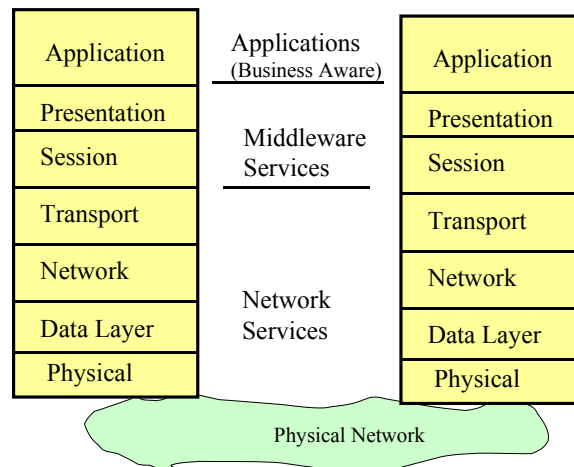 Application
Presentation
Session
Transport
Network
Data Layer
Physical
Applications
(Business Aware)
Middleware
Services
Network
Services
Application
Presentation
Session
Transport
Network
Data Layer
Physical
Physical Network